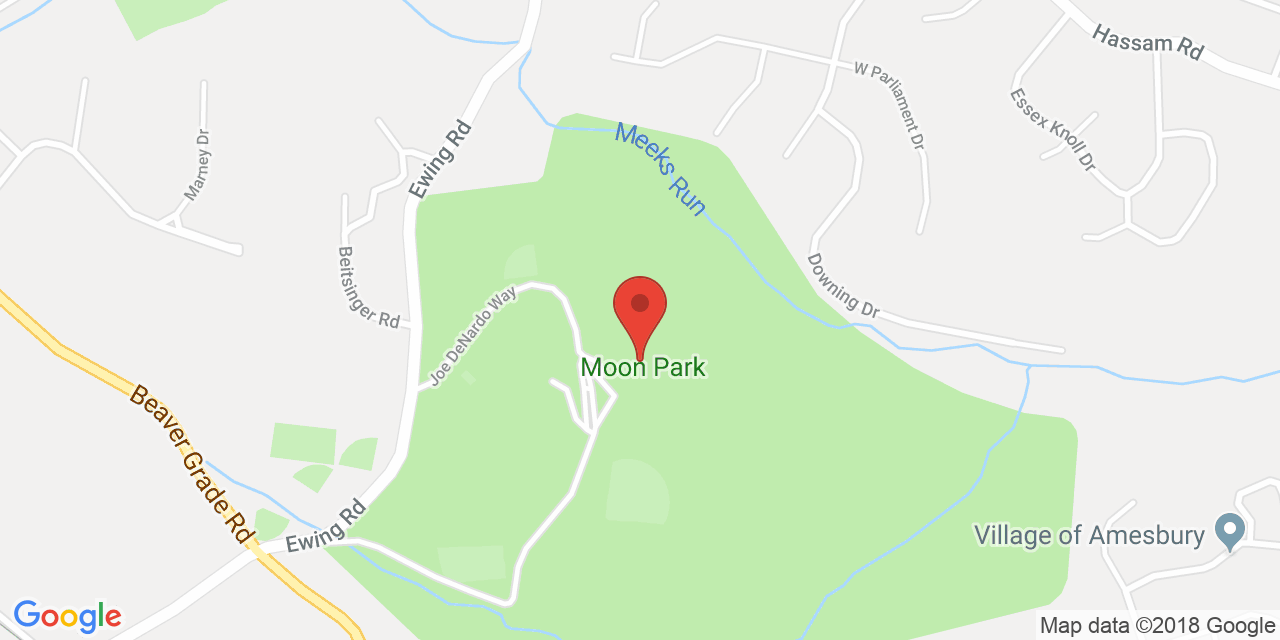 Hassam Rd
W Parliament Dr
Essex Knoll Dr
Marney Dr
Ewing Rd
Meeks Run
Beitsinger Rd
Downing Dr
Joe DeNardo Way
Moon Park
Beaver Grade Rd
Ewing Rd
Village of Amesbury
Google
Map data ©2018 Google